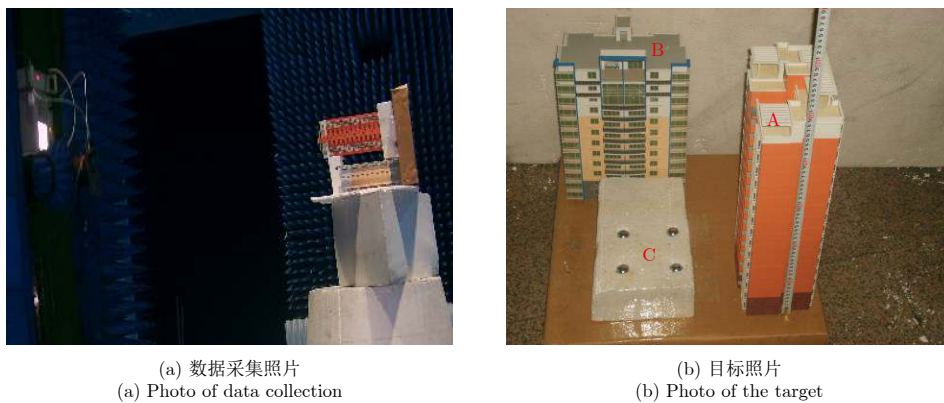 B
A
C
(a) 数据采集照片
(a) Photo of data collection
(b) 目标照片
(b) Photo of the target